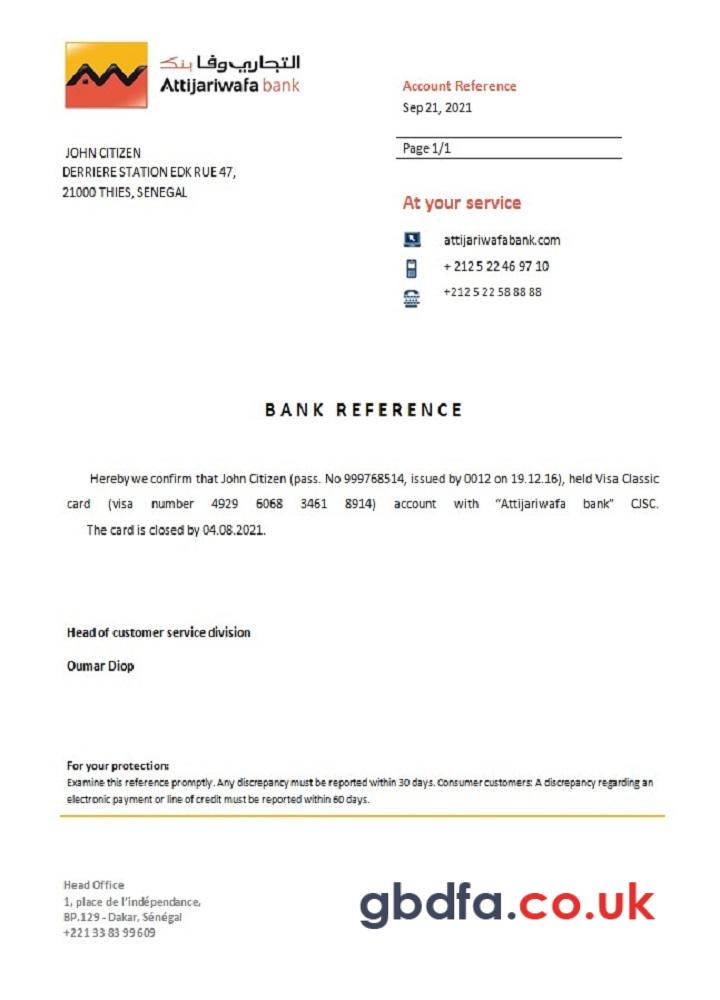 التجاري وفا بنك
Attijariwafa bank
Account Reference
Sep 21, 2021
Page 1/1
JOHN CITIZEN
DERRIERE STATION EDK RUE 47,
21000 THIES, SENEGAL
At your service
attijariwafabank.com
+ 212 5 22 46 97 10
+212 5 22 58 88 88
BANK REFERENCE
Hereby we confirm that John Citizen (pass. No 999768514, issued by 0012 on 19.12.16), held Visa Classic
card (visa number 4929 6068 3461 8914) account with “Attijariwafa bank” CJSC.
The card is closed by 04.08.2021.
Head of customer service division
Oumar Diop
For your protection:
Examine this reference promptly. Any discrepancy must be reported within 30 days. Consumer customers: A discrepancy regarding an
electronic payment or line of credit must be reported within 60 days.
Head Office
1, place de l'indépendance,
BP.129 - Dakar, Sénégal
+221 33 83 99 609
gbdfa.co.uk